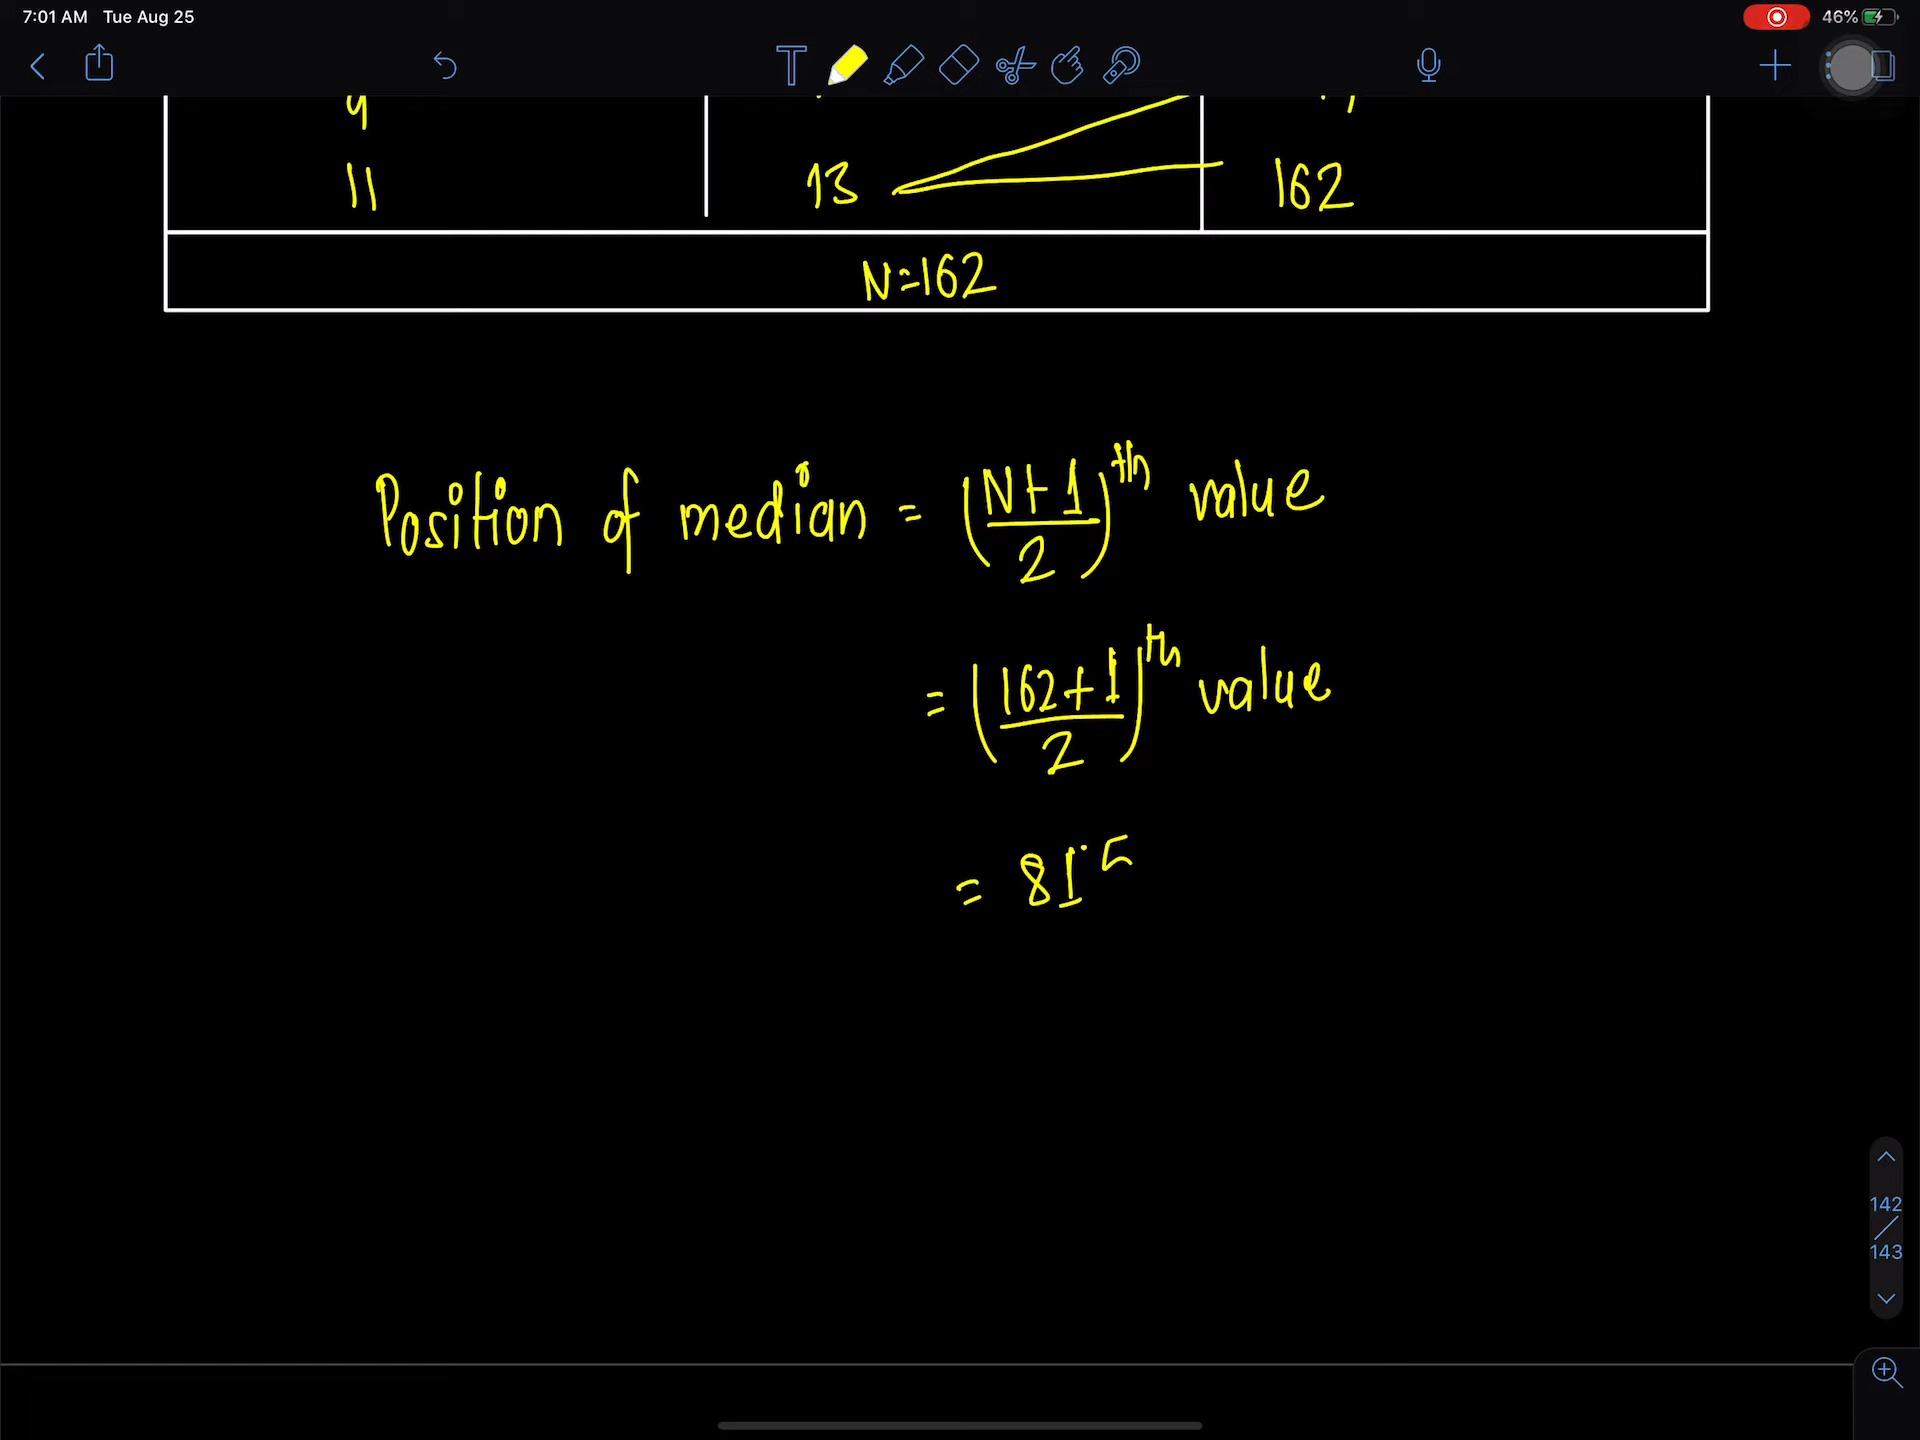 7:01 AM Tue Aug 25
46%
T
11 13 162
N=162
Position of median = (N+1/2)th value
= (162+1/2)th value
= 81.5
142
143